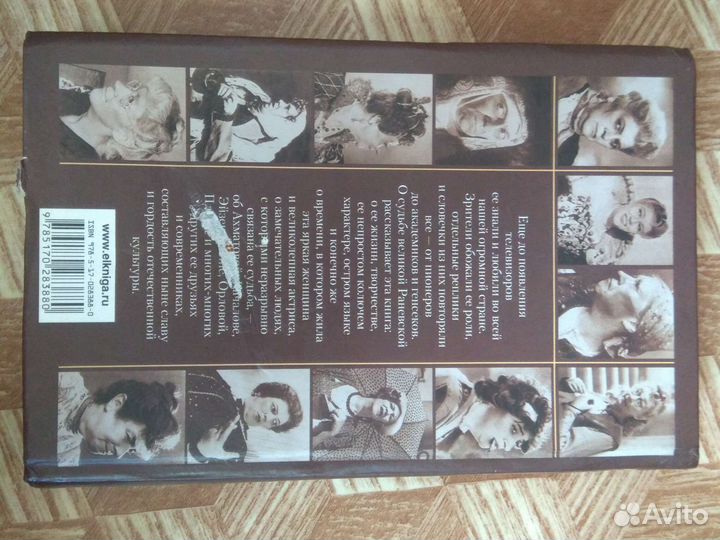 Еще до появления
телевизоров
ее знали и любили во всей
нашей огромной стране.
Зрители обожали ее роли,
отдельные реплики
и словечки из них повторяли
все — от пионеров
до академиков и генсеков.
О судьбе великой Раневской
рассказывает эта книга:
о ее жизни, творчестве,
ее непростом колючем
характере, остром языке
и конечно же
о времени, в котором жила
эта яркая женщина
и великолепная актриса,
о замечательных людях,
с которыми неразрывно
связана ее судьба, —
об
Орловой,
и многих-многих
других ее друзьях
и современниках,
составляющих ныне славу
и гордость отечественной
культуры.
www.elkniga.ru
ISBN 978-5-17-028388-0
9 785170 283880
Avito